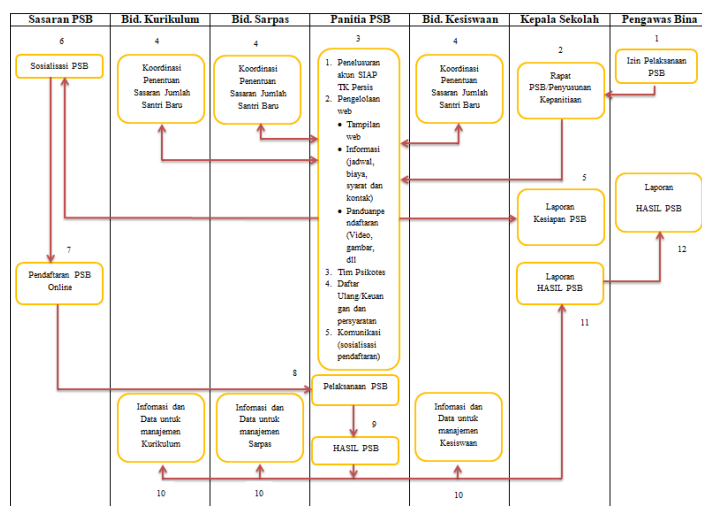 Sasaran PSB
Bid. Kurikulum
Bid. Sarpas
Panitia PSB
Bid. Kesiswaan
Kepala Sekolah
Pengawas Bina
6
Sosialisasi PSB
7
Pendaftaran PSB
Online
4
Koordinasi
Penentuan
Sasaran Jumlah
Santri Baru
Infomasi dan
Data untuk
manajemen
Kurikulum
10
4
Koordinasi
Penentuan
Sasaran Jumlah
Santri Baru
8
Infomasi dan
Data untuk
manajemen
Sarpas
10
3
1. Penelusuran
akun SIAP
TK Persis
2. Pengelolaan
web
• Tampilan
web
• Informasi
(jadwal,
biaya,
syarat dan
kontak)
• Panduanpe
ndaftaran
(Video,
gambar,
dll
3. Tim Psikotes
4. Daftar
Ulang/Keuan
gan dan
persyaratan
5. Komunikasi
(sosialisasi
pendaftaran)
Pelaksanaan PSB
9
HASIL PSB
4
Koordinasi
Penentuan
Sasaran Jumlah
Santri Baru
Infomasi dan
Data untuk
manajemen
Kesiswaan
10
2
Rapat
PSB/Penyusunan
Kepanitiaan
5
Laporan
Kesiapan PSB
Laporan
HASIL PSB
11
1
Izin Pelaksanaan
PSB
Laporan
HASIL PSB
12